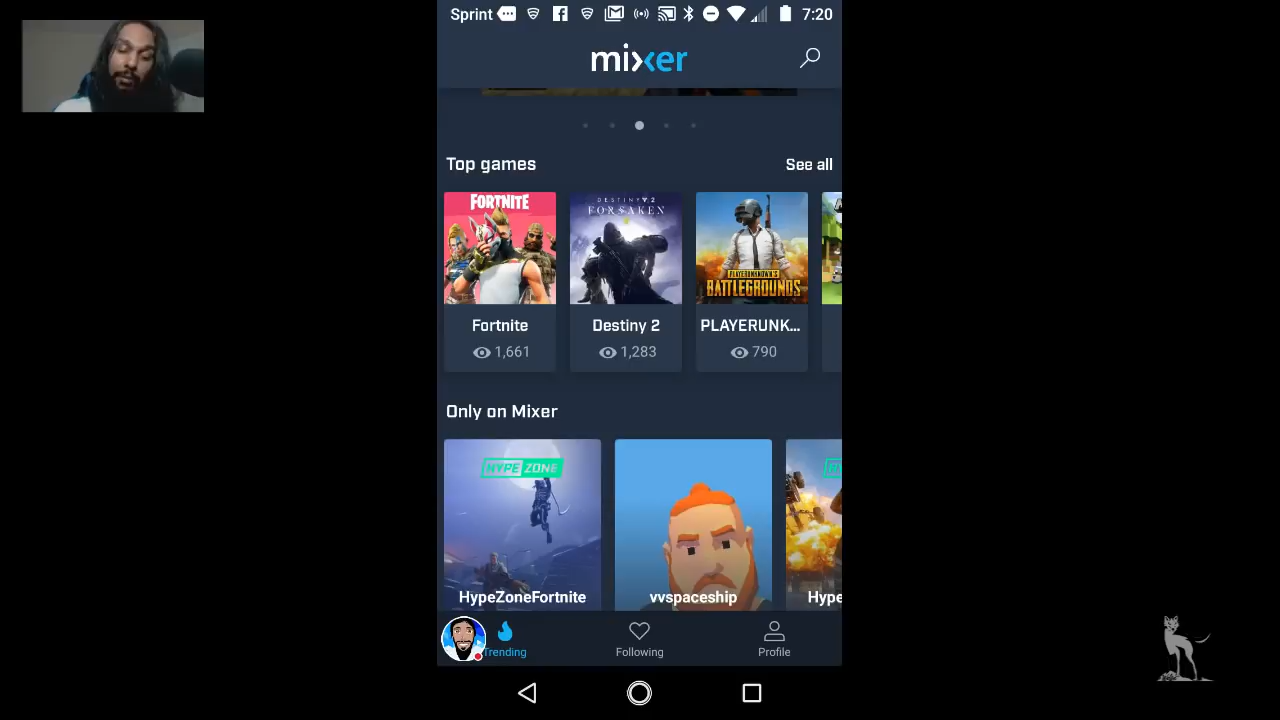 Sprint 7:20
mixer
Top games See all
FORTNITE
DESTINY 2
FORSAKEN
PLAYERUNKNOWN'S
BATTLEGROUNDS
Fortnite Destiny 2 PLAYERUNK...
1,661 1,283 790
Only on Mixer
HYPE ZONE
HypeZoneFortnite vvspaceship Hype
Trending Following Profile